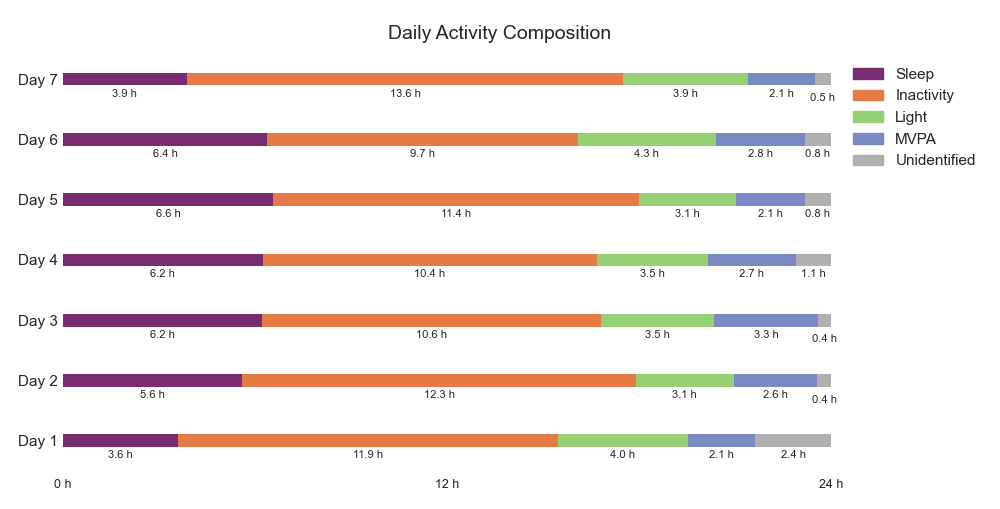 Daily Activity Composition
Day 7
3.9 h 13.6 h 3.9 h 2.1 h 0.5 h
Day 6
6.4 h 9.7 h 4.3 h 2.8 h 0.8 h
Day 5
6.6 h 11.4 h 3.1 h 2.1 h 0.8 h
Day 4
6.2 h 10.4 h 3.5 h 2.7 h 1.1 h
Day 3
6.2 h 10.6 h 3.5 h 3.3 h 0.4 h
Day 2
5.6 h 12.3 h 3.1 h 2.6 h 0.4 h
Day 1
3.6 h 11.9 h 4.0 h 2.1 h 2.4 h
0 h 12 h 24 h
Sleep
Inactivity
Light
MVPA
Unidentified